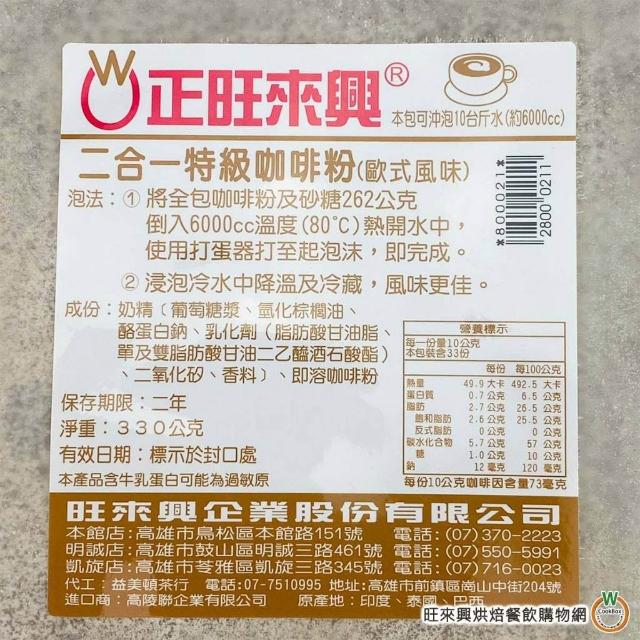 W
正旺來興®
本包可沖泡10台斤水(約6000cc)
二合一特級咖啡粉(歐式風味)
泡法：① 將全包咖啡粉及砂糖262公克
倒入6000cc溫度(80℃)熱開水中，
使用打蛋器打至起泡沫，即完成。
② 浸泡冷水中降溫及冷藏，風味更佳。
*800021*
2800 0211
成份：奶精〔葡萄糖漿、氫化棕櫚油、
酪蛋白鈉、乳化劑（脂肪酸甘油脂、
單及雙脂肪酸甘油二乙醯酒石酸酯）
、二氧化矽、香料〕、即溶咖啡粉
保存期限：二年
淨重：330公克
有效日期：標示於封口處
本產品含牛乳蛋白可能為過敏原
營養標示
每一份量10公克
本包裝含33份
每份 每100公克
熱量 49.9 大卡 492.5 大卡
蛋白質 0.7 公克 6.5 公克
脂肪 2.7 公克 26.5 公克
飽和脂肪 2.6 公克 25.5 公克
反式脂肪 0 公克 0 公克
碳水化合物 5.7 公克 57 公克
糖 1.0 公克 10 公克
鈉 12 毫克 120 毫克
每份10公克咖啡因含量73毫克
旺來興企業股份有限公司
本館店：高雄市鳥松區本館路151號 電話：(07)370-2223
明誠店：高雄市鼓山區明誠三路461號 電話：(07)550-5991
凱旋店：高雄市苓雅區凱旋三路345號 電話：(07)716-0023
代工：益美頓茶行 電話:07-7510995 地址:高雄市前鎮區崗山中街204號
進口商：高陵聯企業有限公司 原產地：印度、泰國、巴西
旺來興烘焙餐飲購物網
W
CookBox